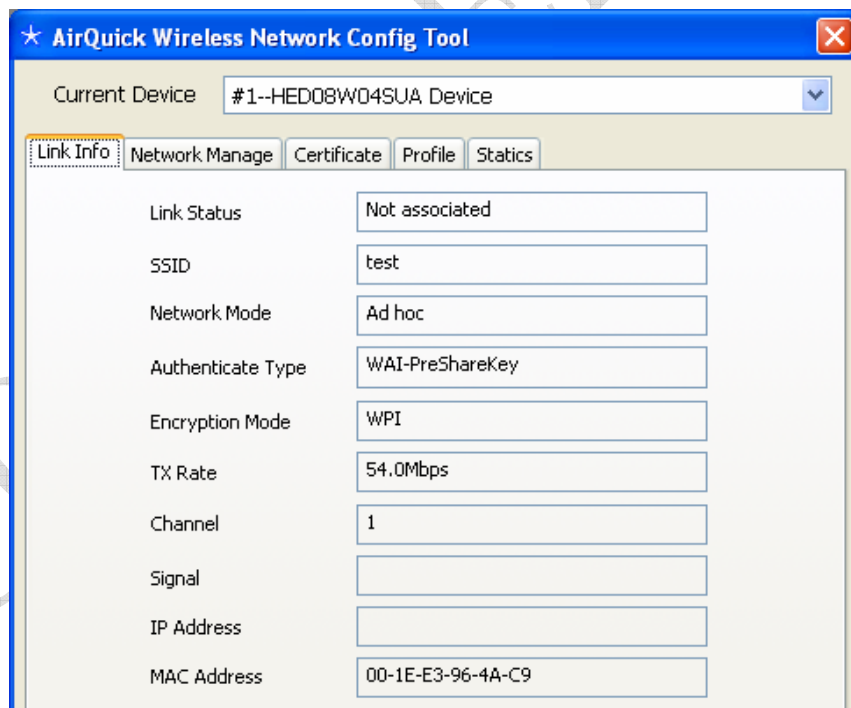 AirQuick Wireless Network Config Tool
Current Device #1--HED08W04SUA Device
Link Info Network Manage Certificate Profile Statics
Link Status Not associated
SSID test
Network Mode Ad hoc
Authenticate Type WAI-PreShareKey
Encryption Mode WPI
TX Rate 54.0Mbps
Channel 1
Signal
IP Address
MAC Address 00-1E-E3-96-4A-C9